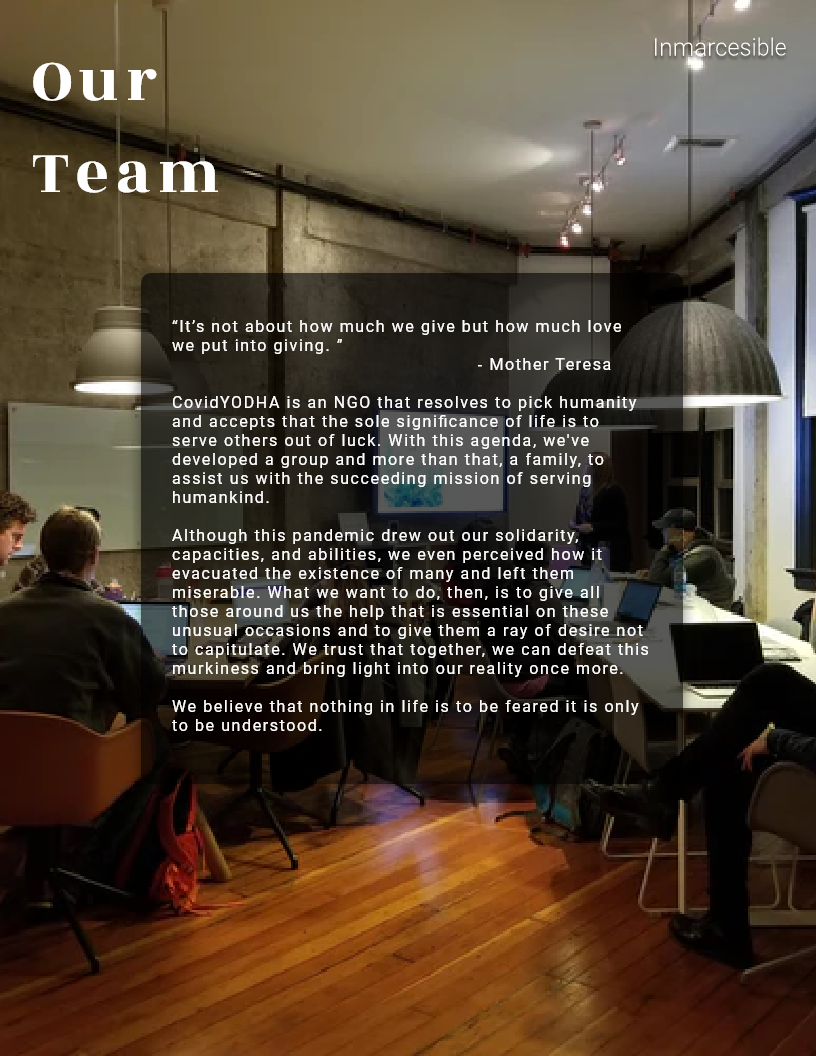 Inmarcesible
Our
Team
“It’s not about how much we give but how much love
we put into giving. ”
- Mother Teresa
CovidYODHA is an NGO that resolves to pick humanity
and accepts that the sole significance of life is to
serve others out of luck. With this agenda, we've
developed a group and more than that, a family, to
assist us with the succeeding mission of serving
humankind.
Although this pandemic drew out our solidarity,
capacities, and abilities, we even perceived how it
evacuated the existence of many and left them
miserable. What we want to do, then, is to give all
those around us the help that is essential on these
unusual occasions and to give them a ray of desire not
to capitulate. We trust that together, we can defeat this
murkiness and bring light into our reality once more.
We believe that nothing in life is to be feared it is only
to be understood.